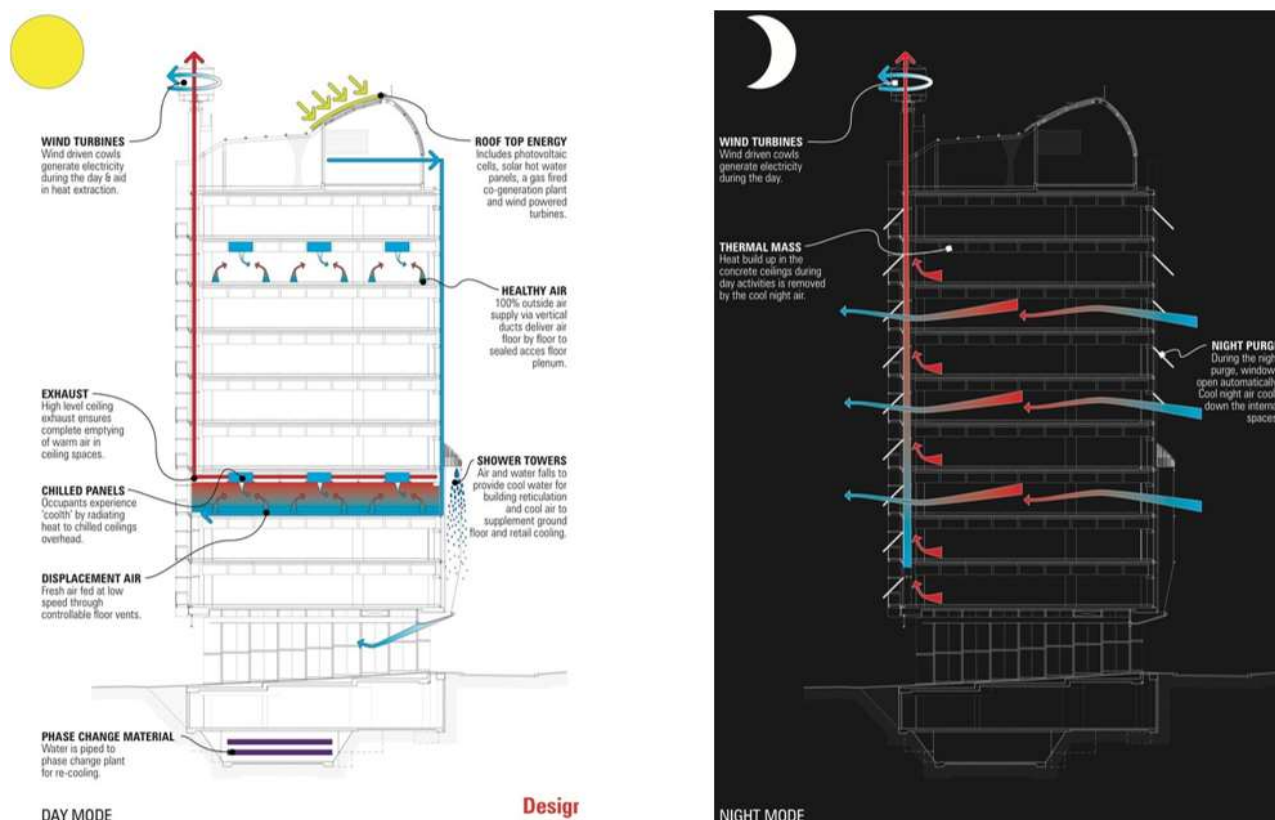 WIND TURBINES
Wind driven cowls
generate electricity
during the day & aid
in heat extraction.
ROOF TOP ENERGY
Includes photovoltaic
cells, solar hot water
panels, a gas fired
co-generation plant
and wind powered
turbines.
HEALTHY AIR
100% outside air
supply via vertical
ducts deliver air
floor by floor to
sealed acces floor
plenum.
EXHAUST
High level ceiling
exhaust ensures
complete emptying
of warm air in
ceiling spaces.
CHILLED PANELS
Occupants experience
'coolth' by radiating
heat to chilled ceilings
overhead.
SHOWER TOWERS
Air and water falls to
provide cool water for
building reticulation
and cool air to
supplement ground
floor and retail cooling.
DISPLACEMENT AIR
Fresh air fed at low
speed through
controllable floor vents.
PHASE CHANGE MATERIAL
Water is piped to
phase change plant
for re-cooling.
DAY MODE
Design
WIND TURBINES
Wind driven cowls
generate electricity
during the day.
THERMAL MASS
Heat build up in the
concrete ceilings during
day activities is removed
by the cool night air.
NIGHT PURGE
During the nigh
purge, window
open automatically
Cool night air cool
down the interna
spaces
NIGHT MODE